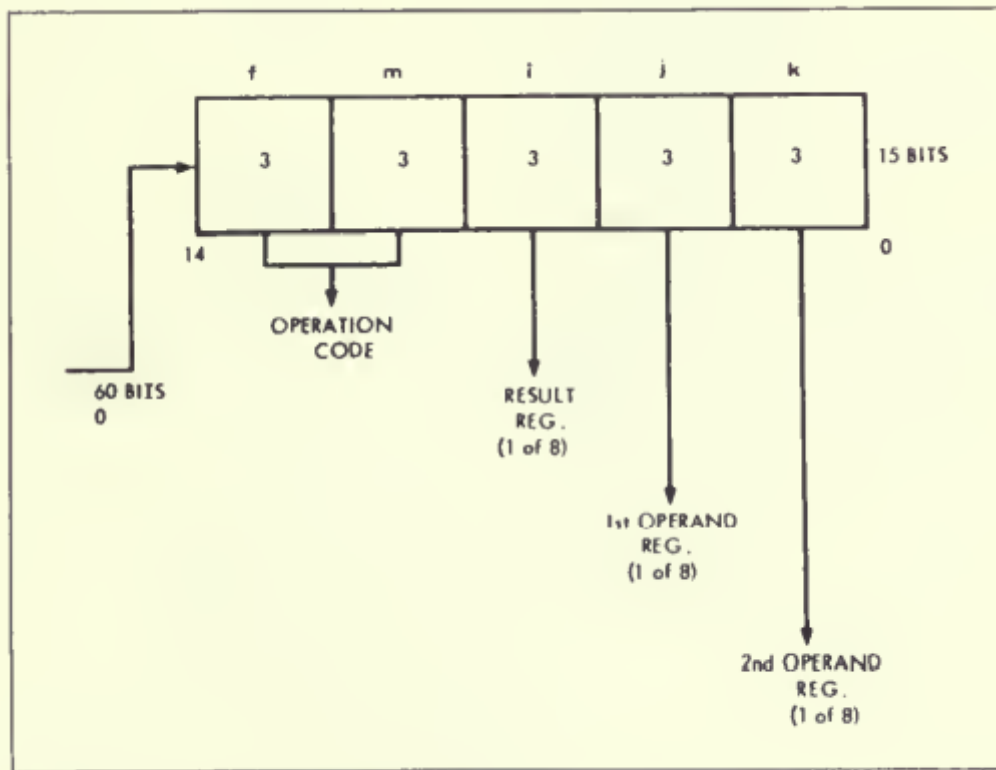 f m i j k
3 3 3 3 3 15 BITS
14 0
OPERATION
CODE
60 BITS
0
RESULT
REG.
(1 of 8)
1st OPERAND
REG.
(1 of 8)
2nd OPERAND
REG.
(1 of 8)